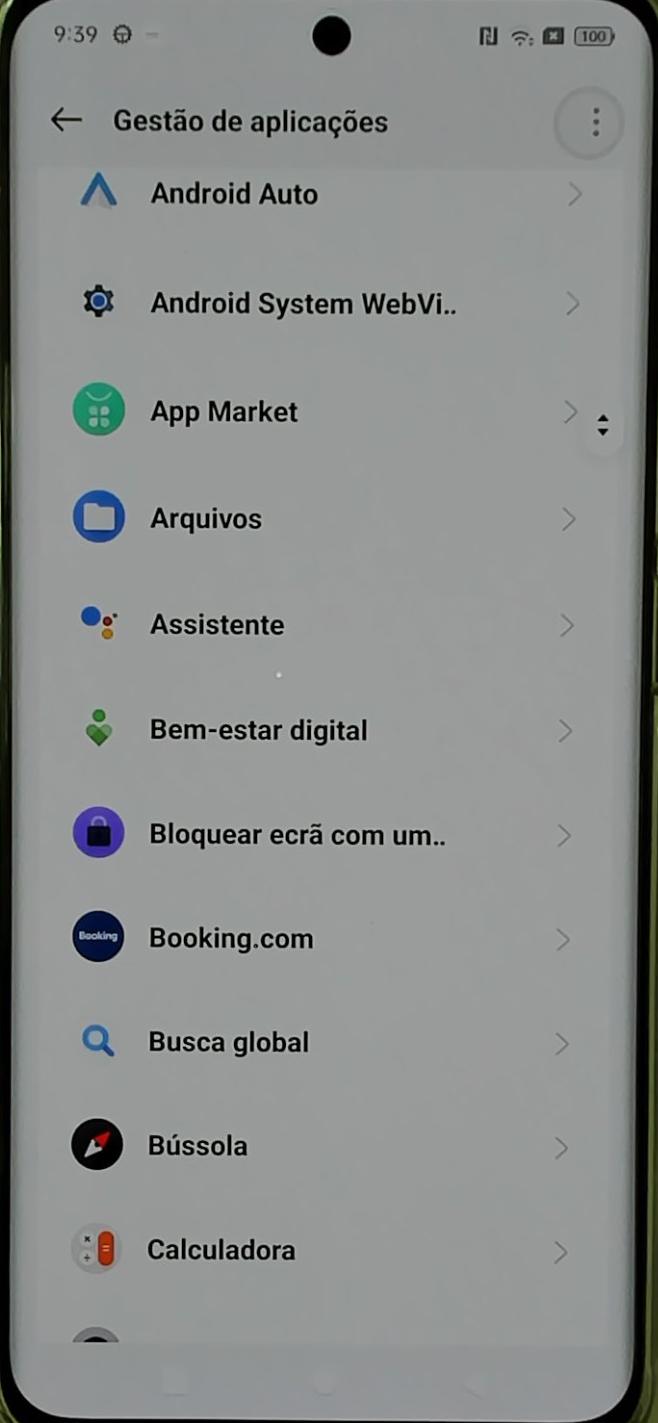 9:39
100
Gestão de aplicações
Android Auto
Android System WebVi..
App Market
Arquivos
Assistente
Bem-estar digital
Bloquear ecrã com um..
Booking
Booking.com
Busca global
Bússola
Calculadora